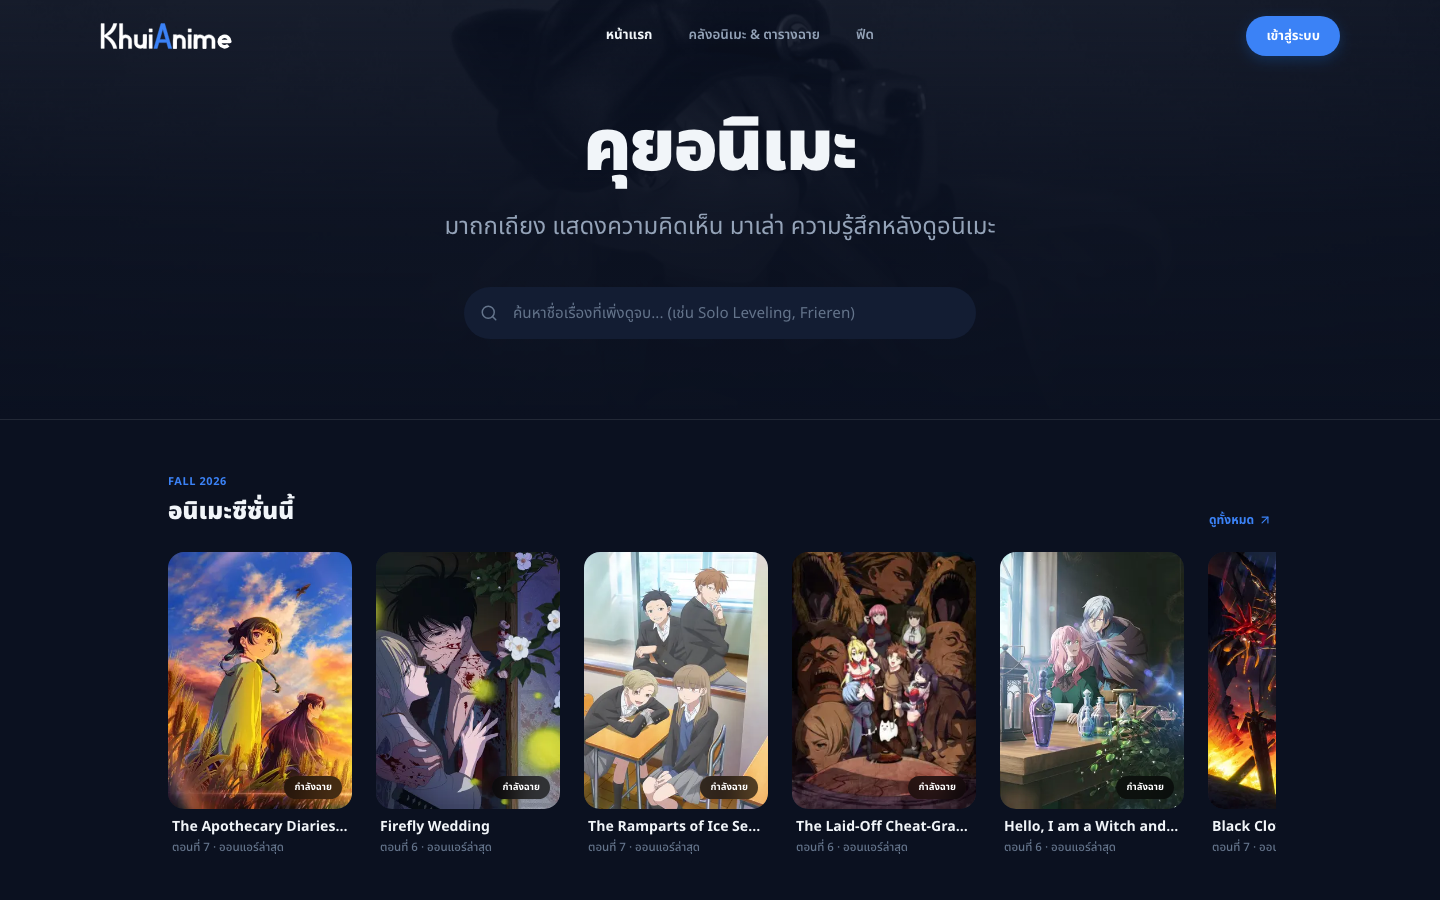 KhuiAnime
หน้าแรก
คลังอนิเมะ & ตารางฉาย
ฟีด
เข้าสู่ระบบ
คุยอนิเมะ
มาถกเถียง แสดงความคิดเห็น มาเล่า ความรู้สึกหลังดูอนิเมะ
ค้นหาชื่อเรื่องที่เพิ่งดูจบ... (เช่น Solo Leveling, Frieren)
FALL 2026
อนิเมะซีซั่นนี้
ดูทั้งหมด
กำลังฉาย
กำลังฉาย
กำลังฉาย
กำลังฉาย
กำลังฉาย
The Apothecary Diaries...
ตอนที่ 7 · ออนแอร์ล่าสุด
Firefly Wedding
ตอนที่ 6 · ออนแอร์ล่าสุด
The Ramparts of Ice Se...
ตอนที่ 7 · ออนแอร์ล่าสุด
The Laid-Off Cheat-Gra...
ตอนที่ 6 · ออนแอร์ล่าสุด
Hello, I am a Witch and...
ตอนที่ 6 · ออนแอร์ล่าสุด
Black Clo
ตอนที่ 7 · ออน